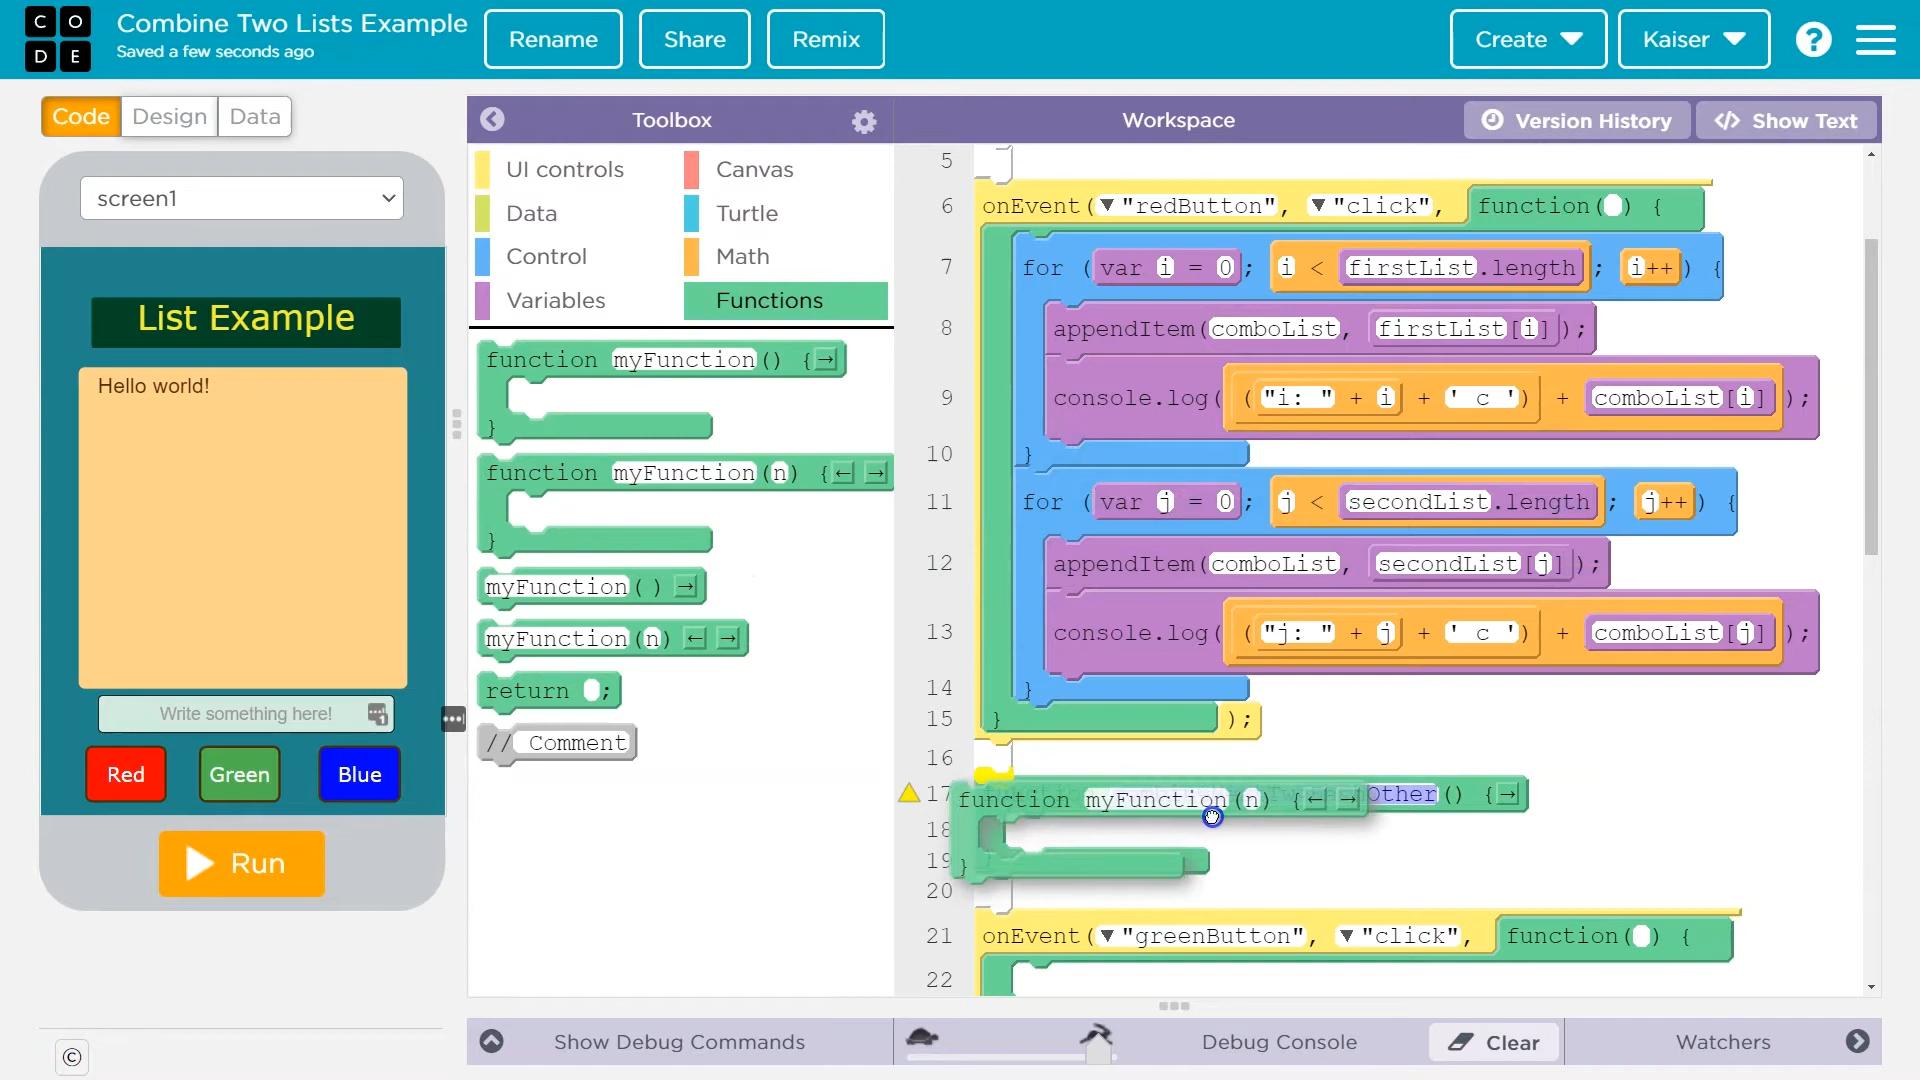 CODE
Combine Two Lists Example
Saved a few seconds ago
Rename
Share
Remix
Create
Kaiser
?
Code
Design
Data
screen1
List Example
Hello world!
Write something here!
Red
Green
Blue
Run
©
Toolbox
UI controls
Canvas
Data
Turtle
Control
Math
Variables
Functions
function myFunction() {→
}
function myFunction(n) {← →
}
myFunction() →
myFunction(n) ← →
return ;
// Comment
Workspace
Version History
</> Show Text
5
6 onEvent(▼"redButton", ▼"click", function( ) {
7 for (var i = 0; i < firstList.length; i++) {
8 appendItem(comboList, firstList[i]);
9 console.log(("i: " + i + ' c ') + comboList[i]);
10 }
11 for (var j = 0; j < secondList.length; j++) {
12 appendItem(comboList, secondList[j]);
13 console.log(("j: " + j + ' c ') + comboList[j]);
14 }
15 } );
16
17 Other() {→
function myFunction(n) {← →
18
19 }
20
21 onEvent(▼"greenButton", ▼"click", function( ) {
22
Show Debug Commands
Debug Console
Clear
Watchers